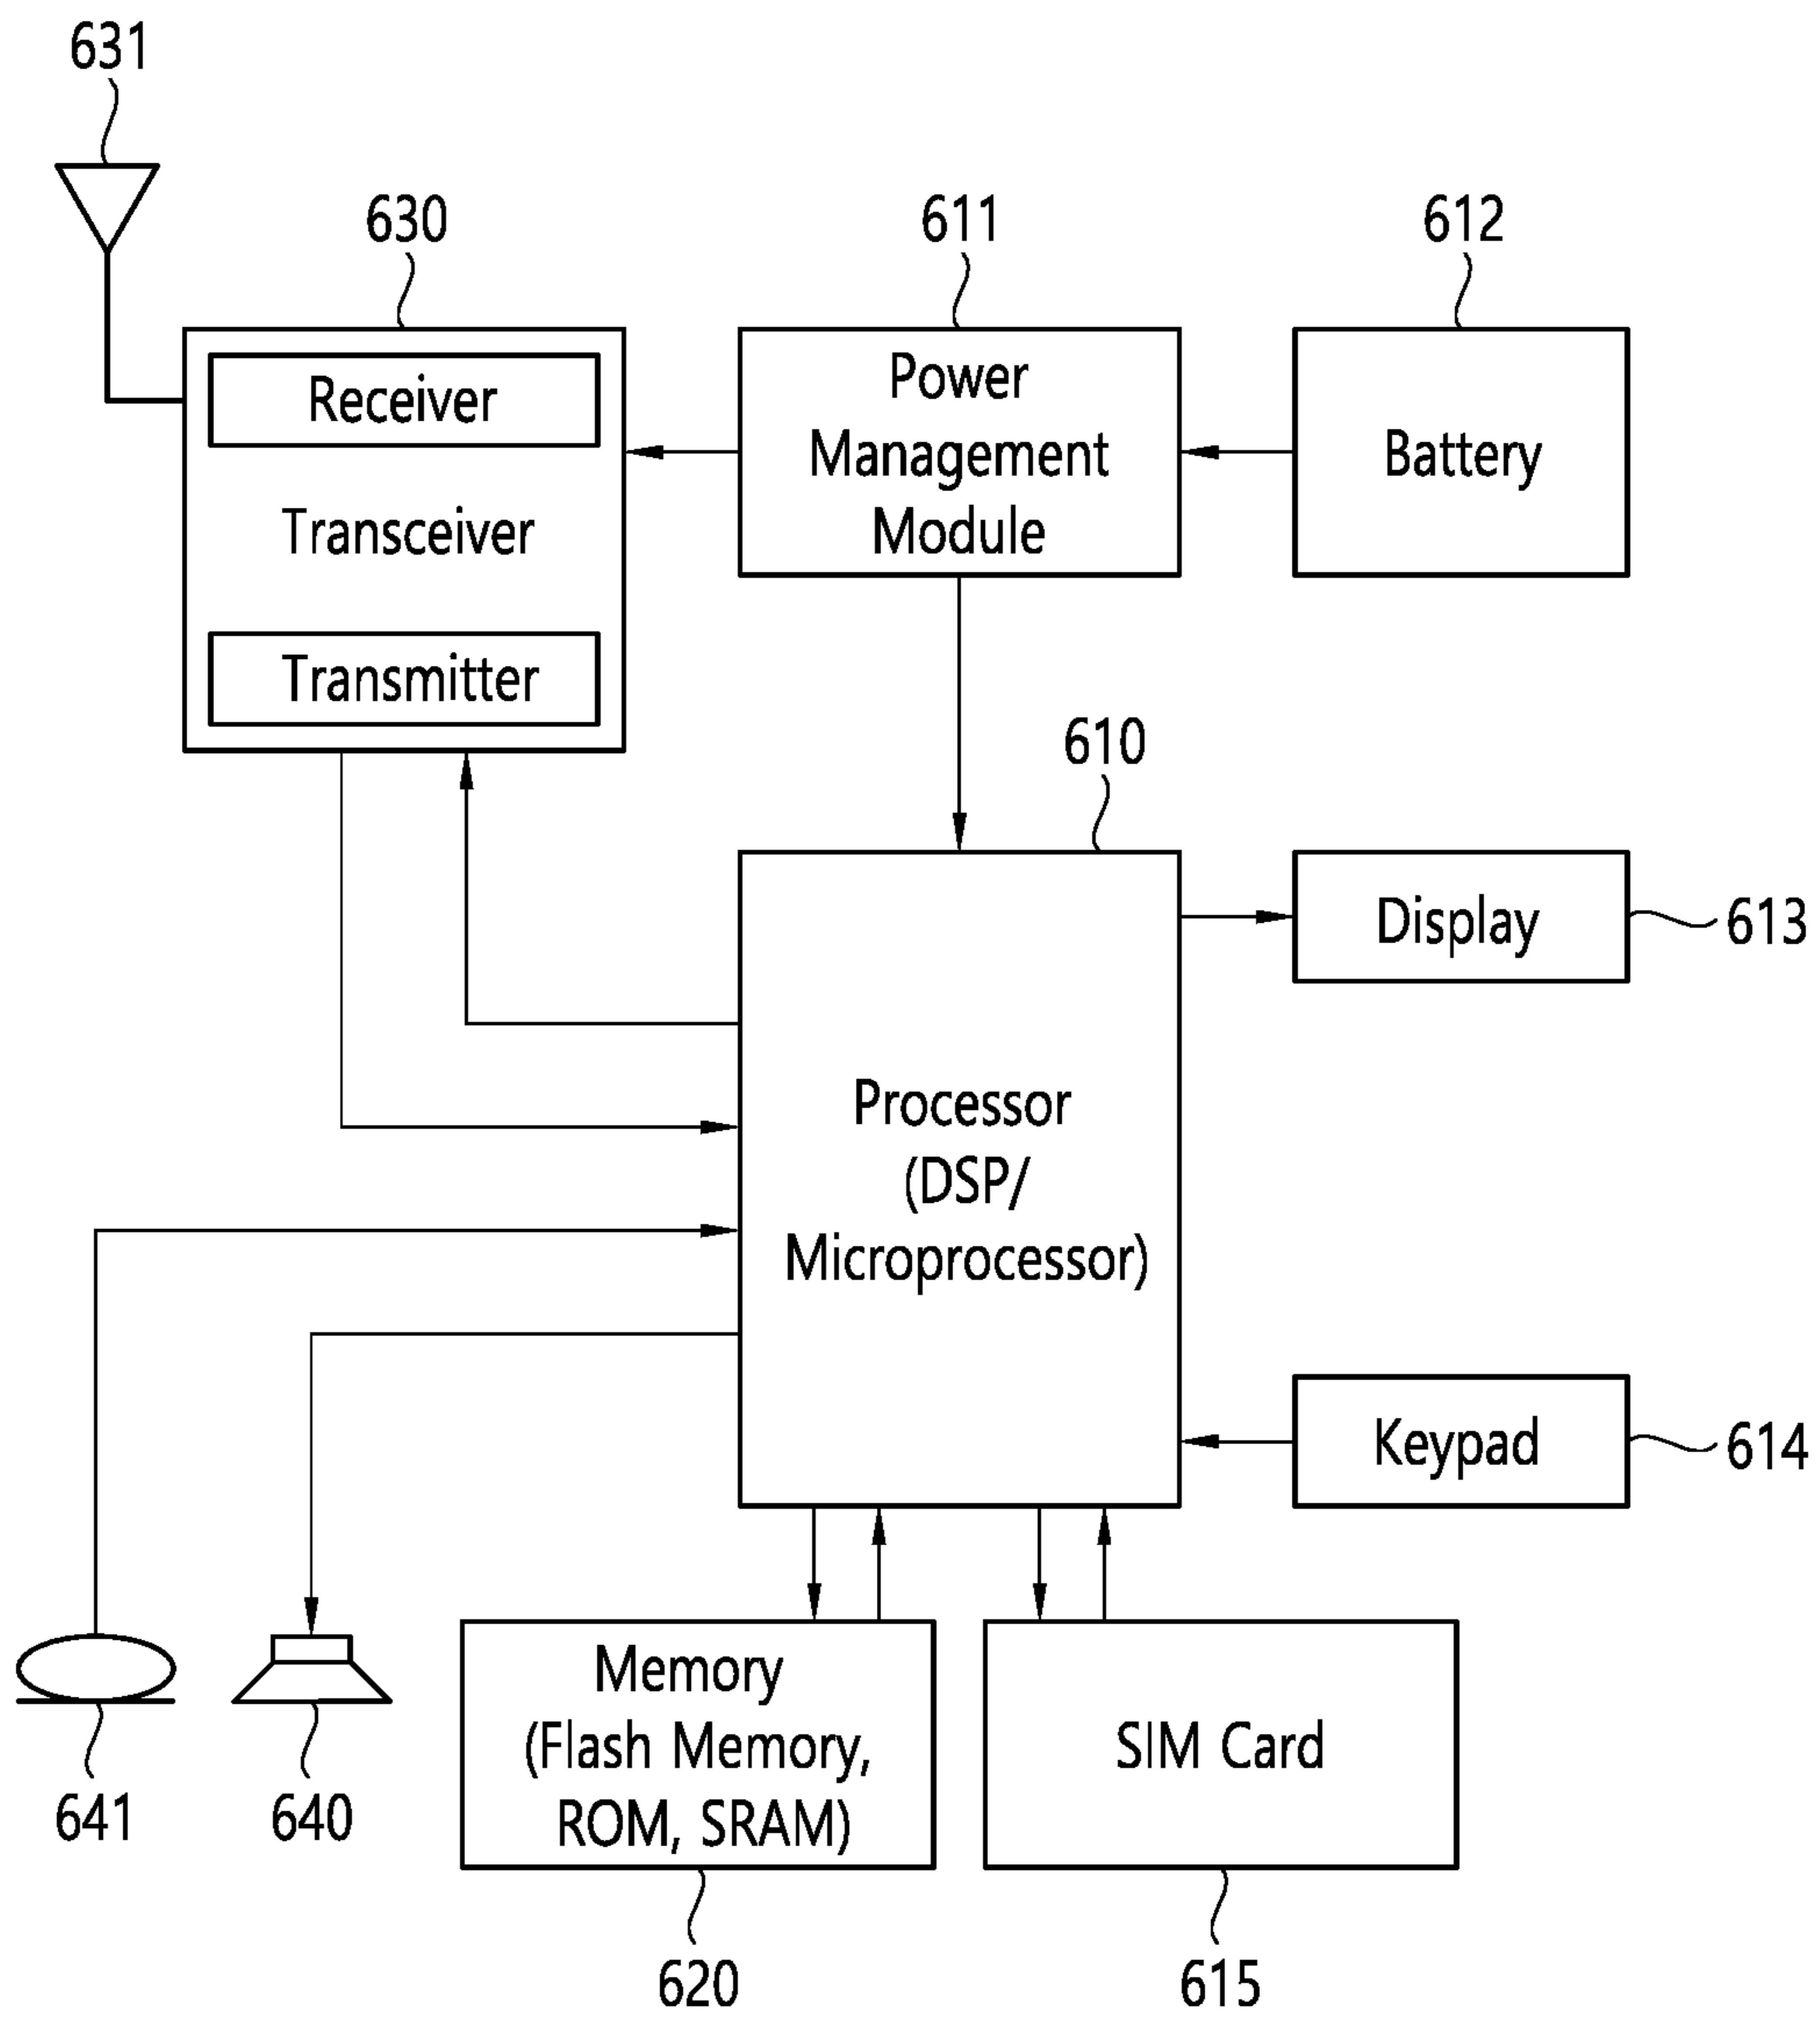 631
630
611
612
Receiver
Transceiver
Transmitter
Power
Management
Module
Battery
610
Display
613
Processor
(DSP/
Microprocessor)
Keypad
614
641
640
Memory
(Flash Memory,
ROM, SRAM)
SIM Card
620
615